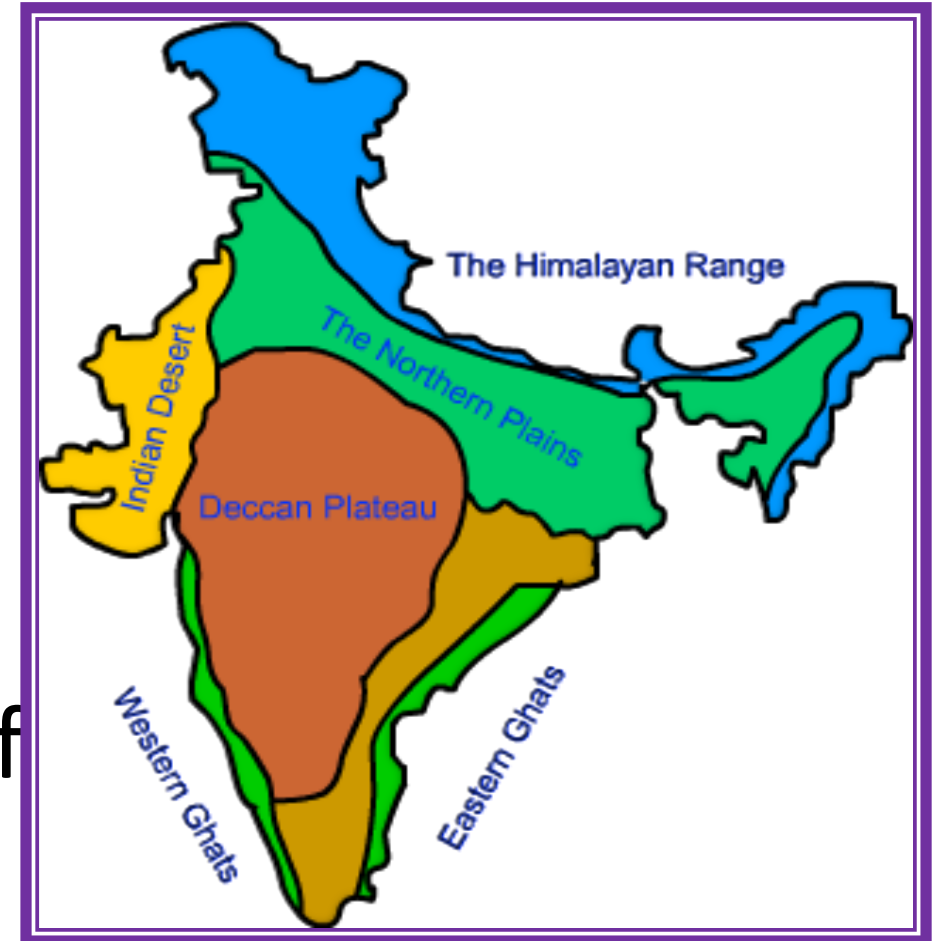 The Himalayan Range
The Northern Plains
Indian Desert
Deccan Plateau
f
Western Ghats
Eastern Ghats